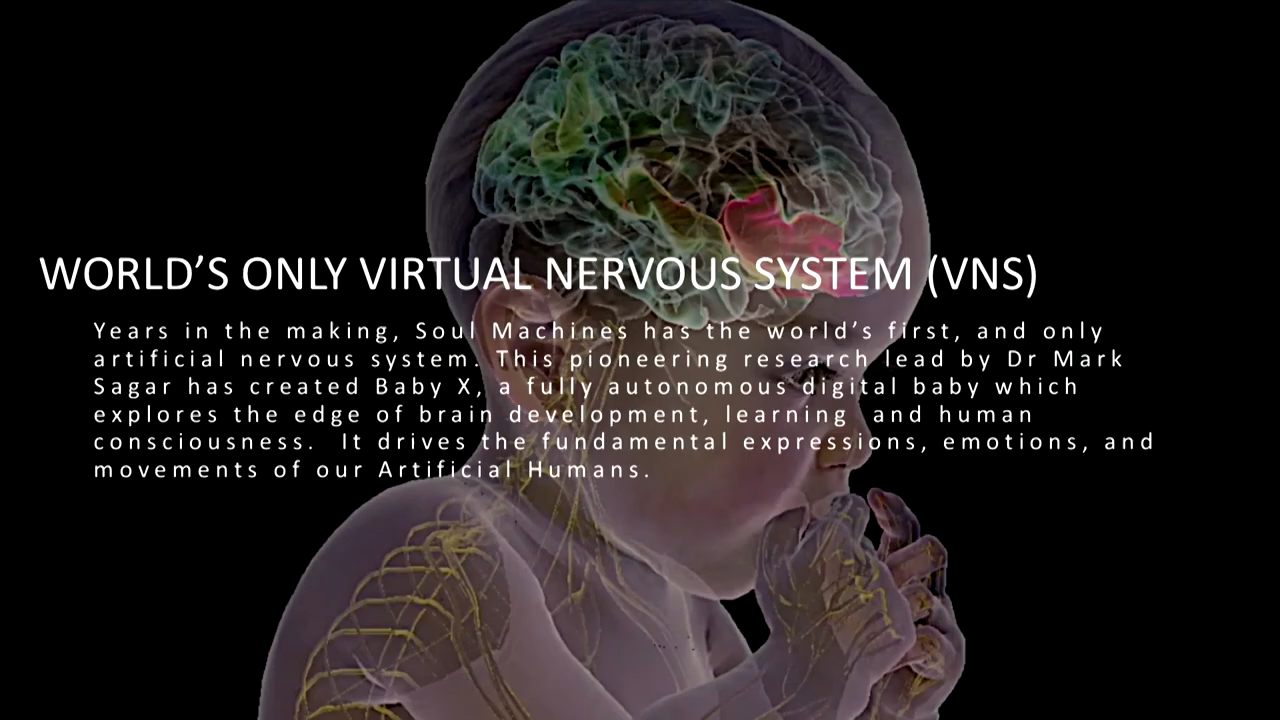 WORLD’S ONLY VIRTUAL NERVOUS SYSTEM (VNS)
Years in the making, Soul Machines has the world’s first, and only
artificial nervous system. This pioneering research lead by Dr Mark
Sagar has created Baby X, a fully autonomous digital baby which
explores the edge of brain development, learning  and human
consciousness.  It drives the fundamental expressions, emotions, and
movements of our Artificial Humans.